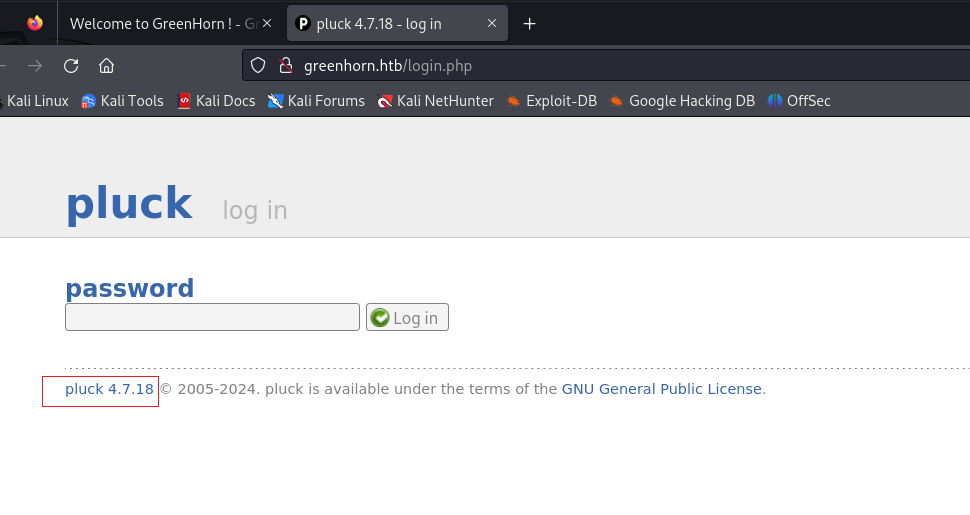 Welcome to GreenHorn ! - Gr
pluck 4.7.18 - log in
greenhorn.htb/login.php
Kali Linux Kali Tools Kali Docs Kali Forums Kali NetHunter Exploit-DB Google Hacking DB OffSec
pluck log in
password
Log in
pluck 4.7.18 © 2005-2024. pluck is available under the terms of the GNU General Public License.